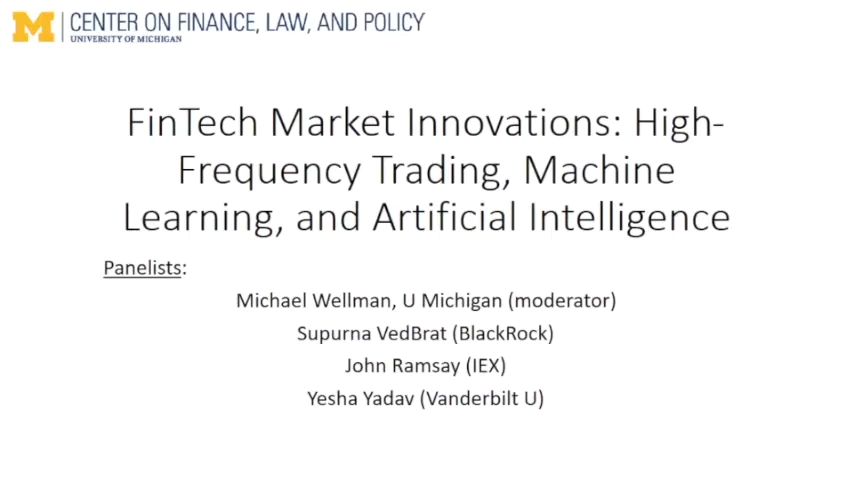 M
CENTER ON FINANCE, LAW, AND POLICY
UNIVERSITY OF MICHIGAN
FinTech Market Innovations: High-
Frequency Trading, Machine
Learning, and Artificial Intelligence
Panelists:
Michael Wellman, U Michigan (moderator)
Supurna VedBrat (BlackRock)
John Ramsay (IEX)
Yesha Yadav (Vanderbilt U)